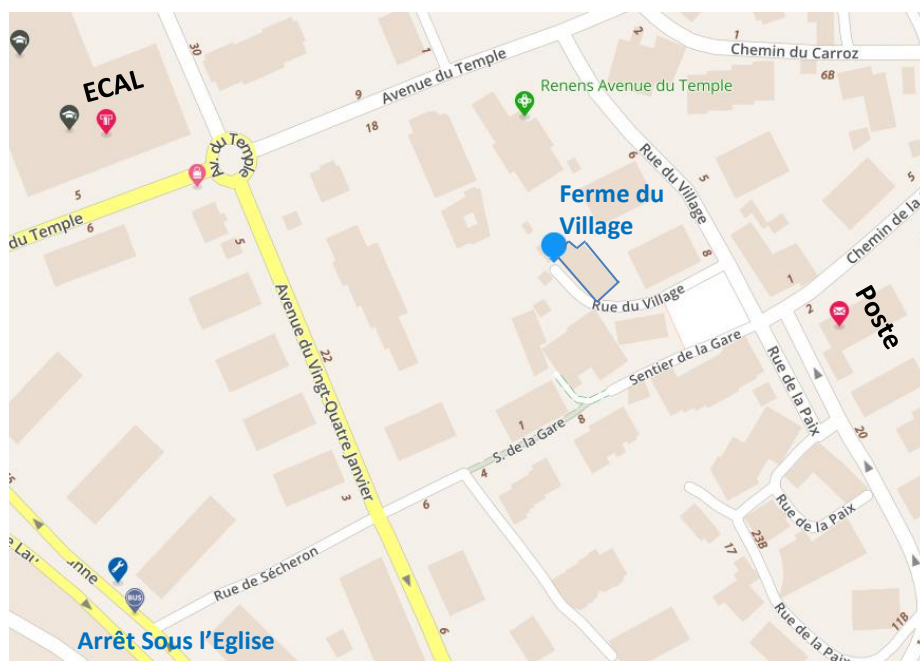 30
1
2
1
Chemin du Carroz
6B
ECAL
9
Avenue du Temple
18
Renens Avenue du Temple
Av. du Temple
6
Rue du Village
5
5
5
du Temple
6
5
Ferme du
Village
8
Chemin de la
1
2
Rue du Village
Poste
Avenue du Vingt-Quatre Janvier
22
Sentier de la Gare
Rue de la Paix
1
8
S. de la Gare
4
20
3
6
Rue de la Paix
23B
17
Rue de Sécheron
BUS
6
Rue de la Paix
11B
Arrêt Sous l'Eglise